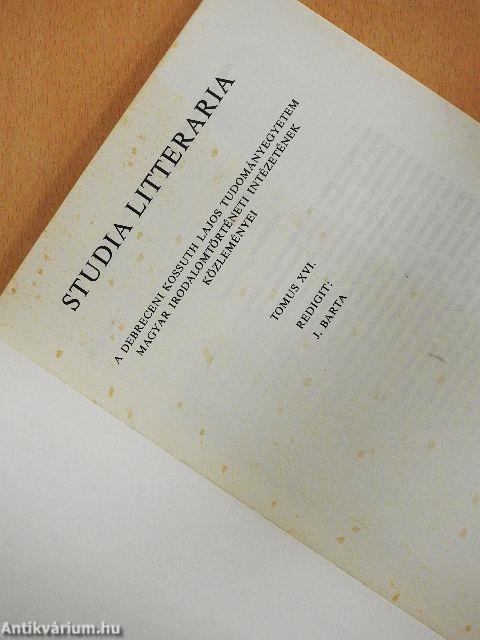 STUDIA LITTERARIA
A DEBRECENI KOSSUTH LAJOS TUDOMÁNYEGYETEM
MAGYAR IRODALOMTÖRTÉNETI INTÉZETÉNEK
KÖZLEMÉNYEI
TOMUS XVI.
REDIGIT:
J. BARTA
Antikvárium.hu